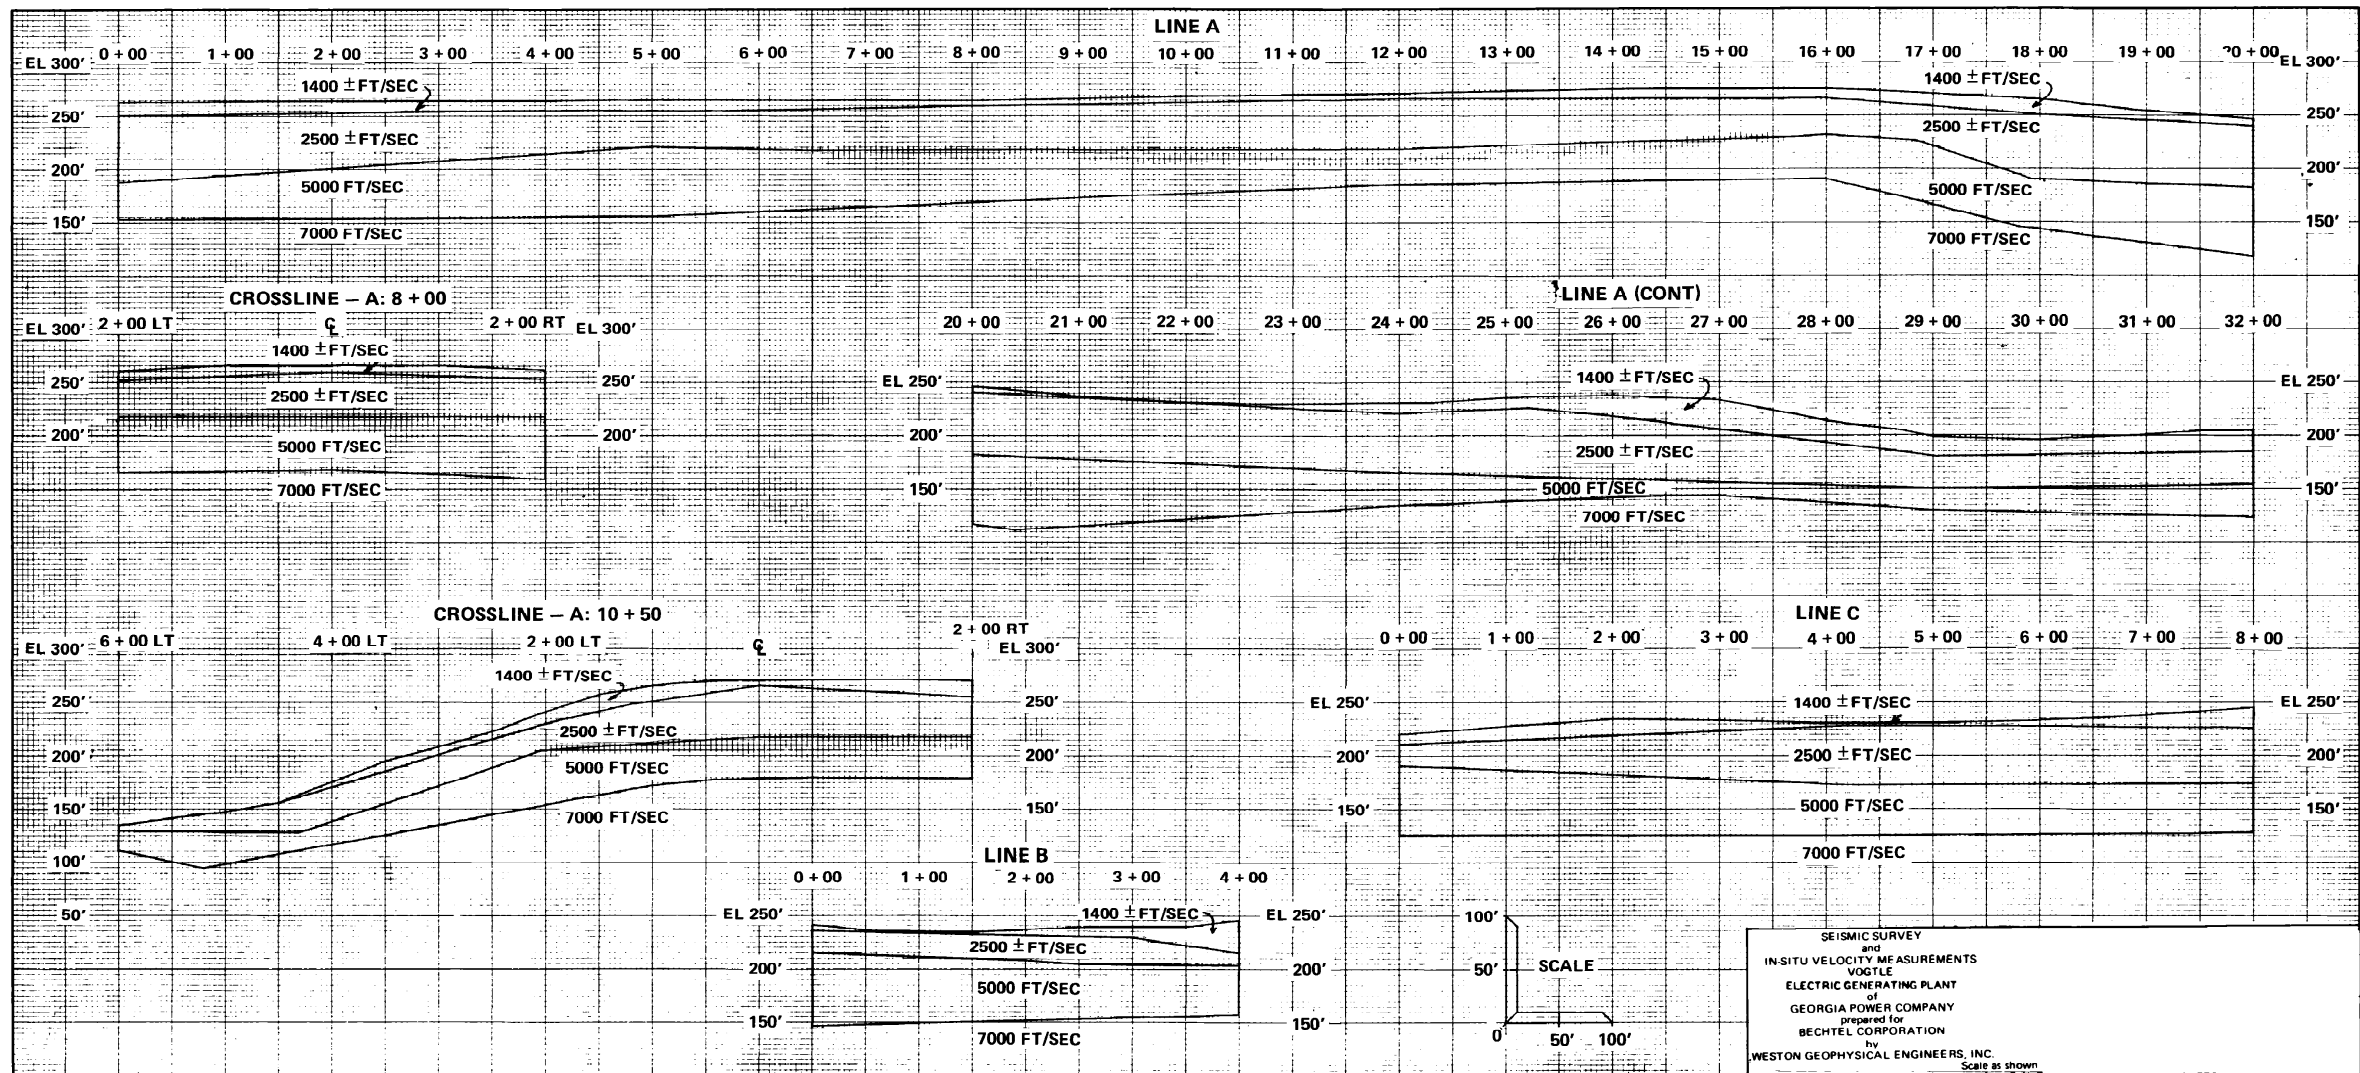 LINE A
0 + 00 1 + 00 2 + 00 3 + 00 4 + 00 5 + 00 6 + 00 7 + 00 8 + 00 9 + 00 10 + 00 11 + 00 12 + 00 13 + 00 14 + 00 15 + 00 16 + 00 17 + 00 18 + 00 19 + 00 20 + 00
EL 300' EL 300'
1400 ± FT/SEC 1400 ± FT/SEC
250' 250'
2500 ± FT/SEC 2500 ± FT/SEC
200' 200'
5000 FT/SEC 5000 FT/SEC
150' 150'
7000 FT/SEC 7000 FT/SEC
CROSSLINE – A: 8 + 00
EL 300' 2 + 00 LT ℄ 2 + 00 RT EL 300'
1400 ± FT/SEC
250' 250'
2500 ± FT/SEC
200' 200'
5000 FT/SEC
7000 FT/SEC
LINE A (CONT)
20 + 00 21 + 00 22 + 00 23 + 00 24 + 00 25 + 00 26 + 00 27 + 00 28 + 00 29 + 00 30 + 00 31 + 00 32 + 00
EL 250' EL 250'
1400 ± FT/SEC
200' 200'
2500 ± FT/SEC
150' 150'
5000 FT/SEC
7000 FT/SEC
CROSSLINE – A: 10 + 50
6 + 00 LT 4 + 00 LT 2 + 00 LT ℄ 2 + 00 RT
EL 300' EL 300'
1400 ± FT/SEC
250' 250'
2500 ± FT/SEC
200' 200'
5000 FT/SEC
150' 150'
7000 FT/SEC
100'
50'
LINE C
0 + 00 1 + 00 2 + 00 3 + 00 4 + 00 5 + 00 6 + 00 7 + 00 8 + 00
EL 300'
EL 250' EL 250'
1400 ± FT/SEC
200' 200'
2500 ± FT/SEC
150' 150'
5000 FT/SEC
7000 FT/SEC
LINE B
0 + 00 1 + 00 2 + 00 3 + 00 4 + 00
EL 250' EL 250'
1400 ± FT/SEC
2500 ± FT/SEC
200' 200'
5000 FT/SEC
150' 150'
7000 FT/SEC
100'
50' SCALE
0 50' 100'
SEISMIC SURVEY
and
IN-SITU VELOCITY MEASUREMENTS
VOGTLE
ELECTRIC GENERATING PLANT
of
GEORGIA POWER COMPANY
prepared for
BECHTEL CORPORATION
by
WESTON GEOPHYSICAL ENGINEERS, INC.
Scale as shown